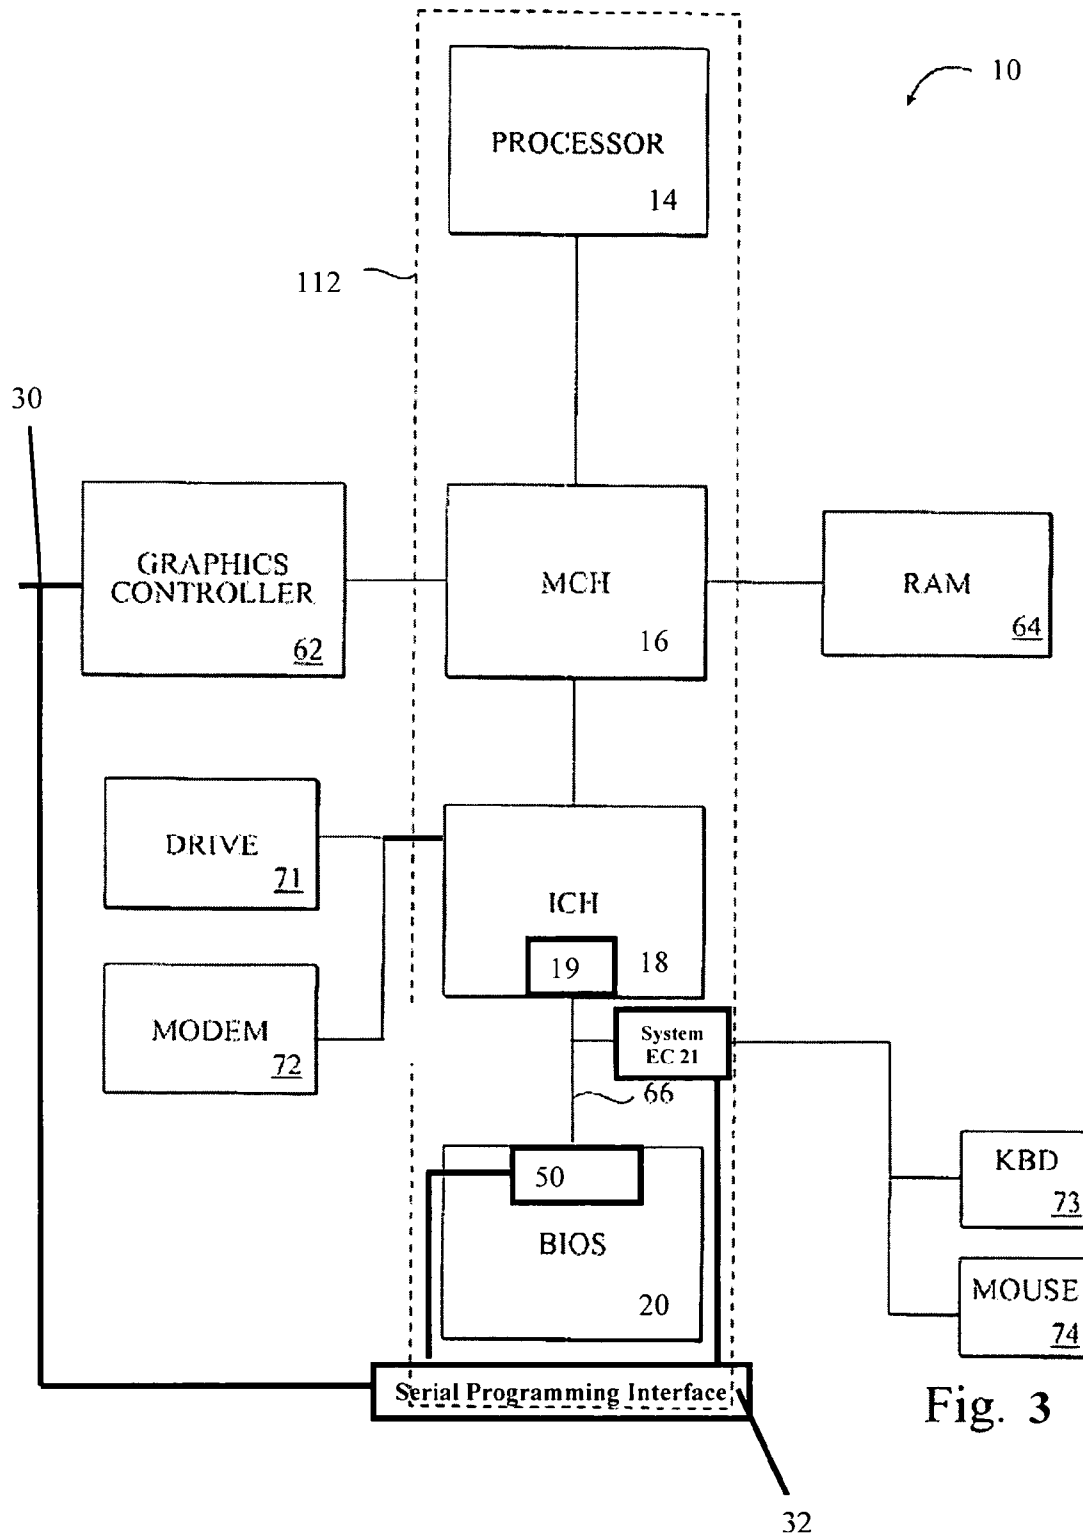 10
PROCESSOR
14
112
30
GRAPHICS
CONTROLLER
62
MCH
16
RAM
64
DRIVE
71
ICH
19
18
MODEM
72
System
EC 21
66
50
BIOS
20
KBD
73
MOUSE
74
Serial Programming Interface
Fig. 3
32